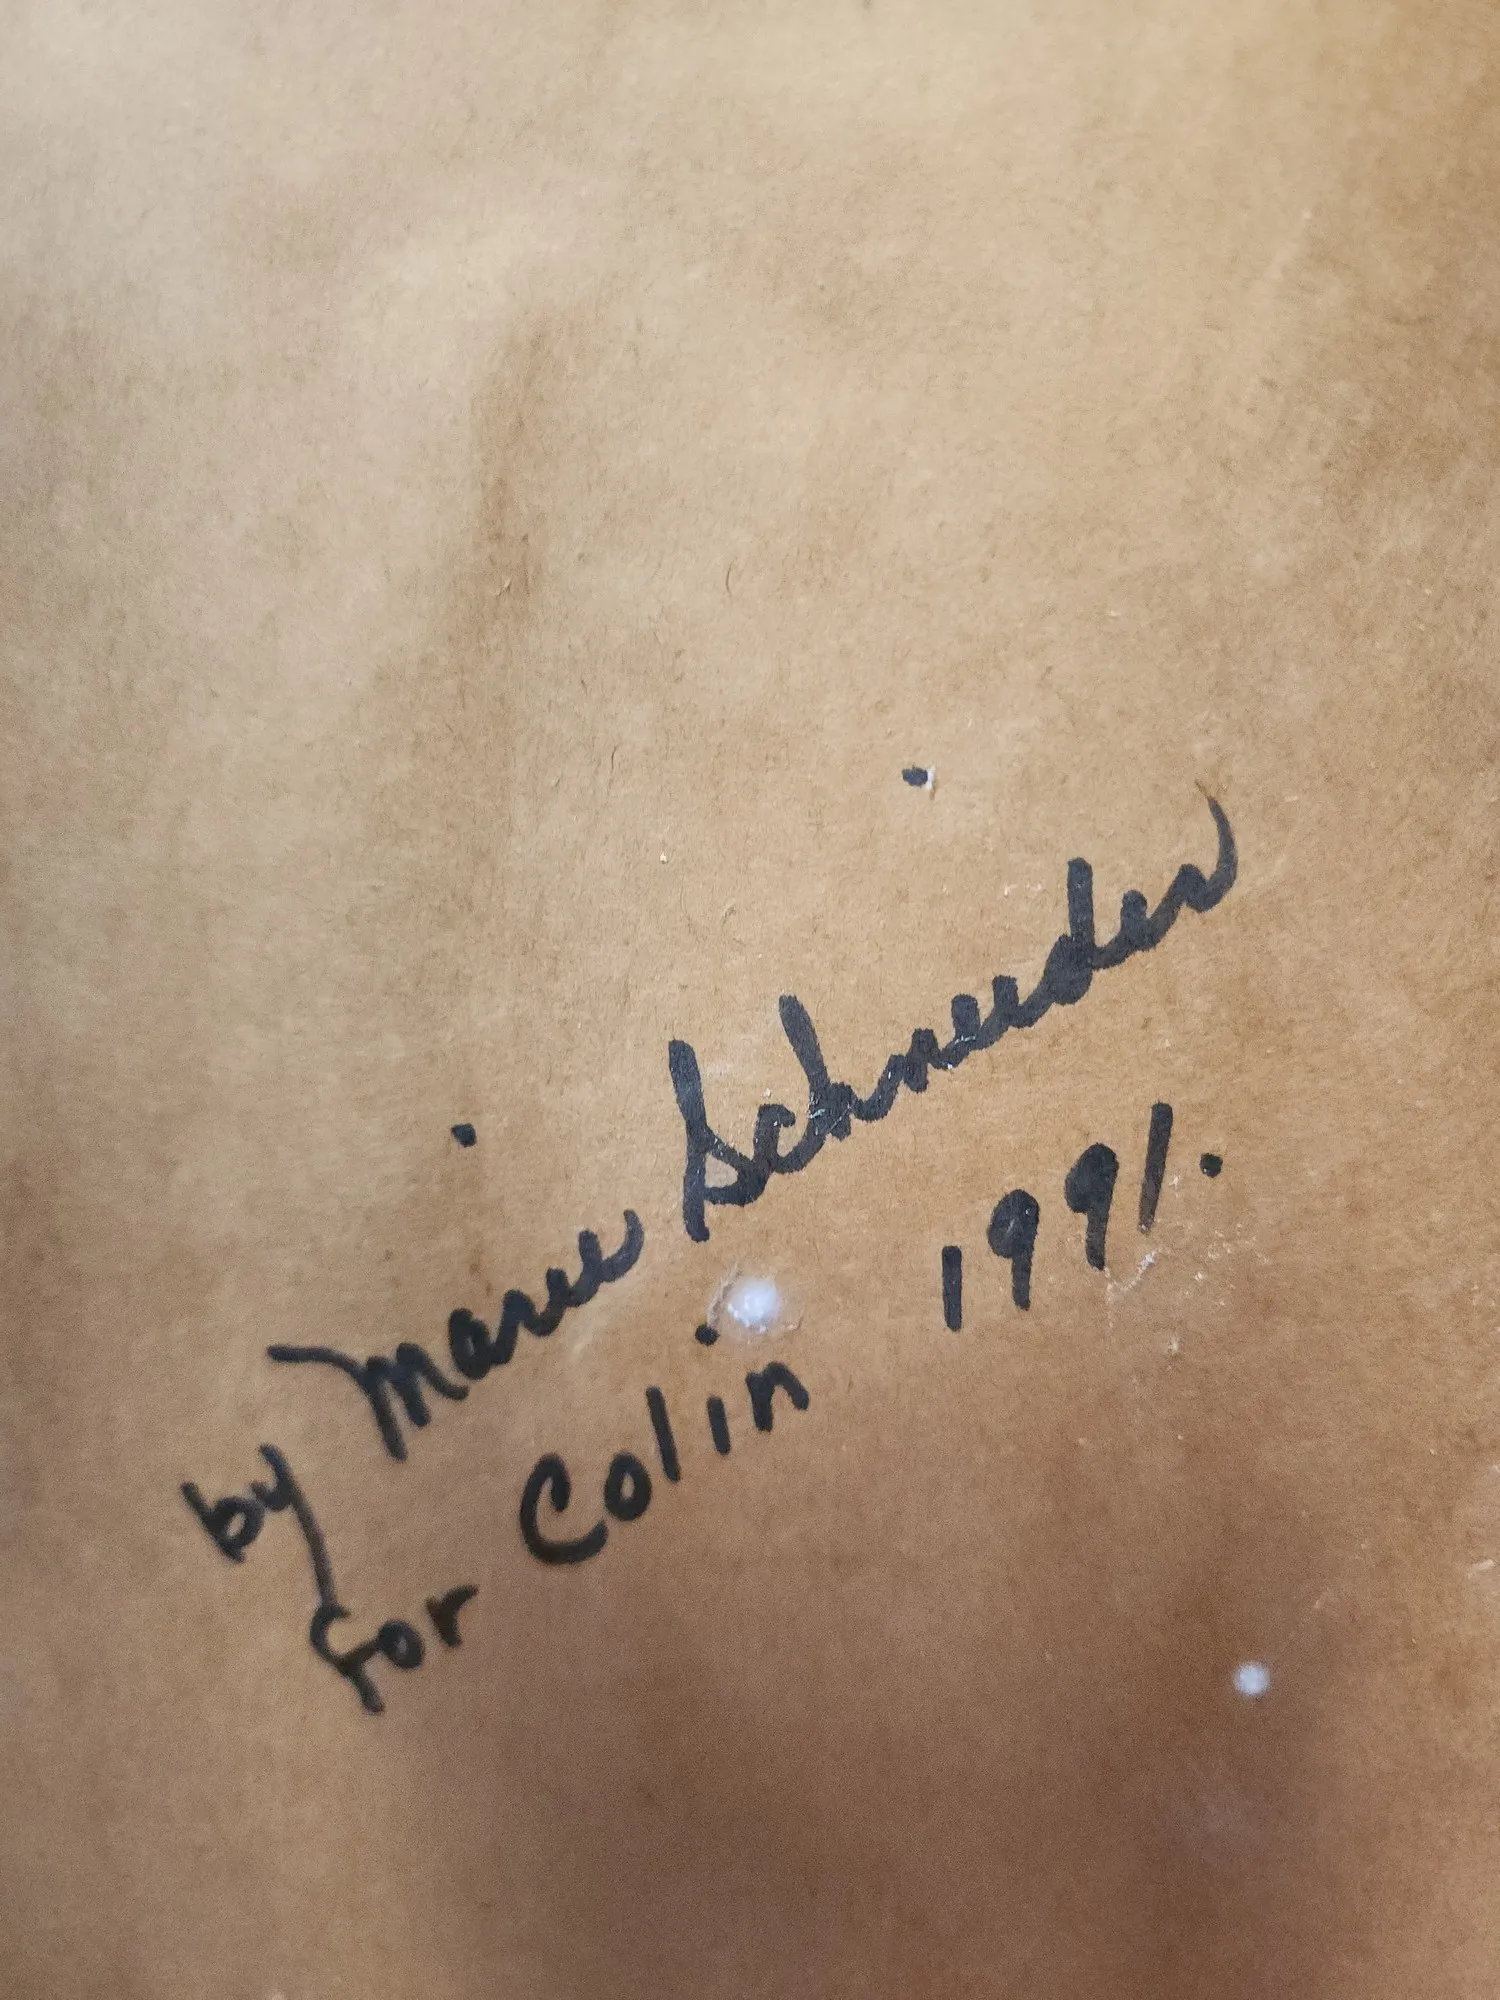 by Marie Schneider
for Colin 1991.